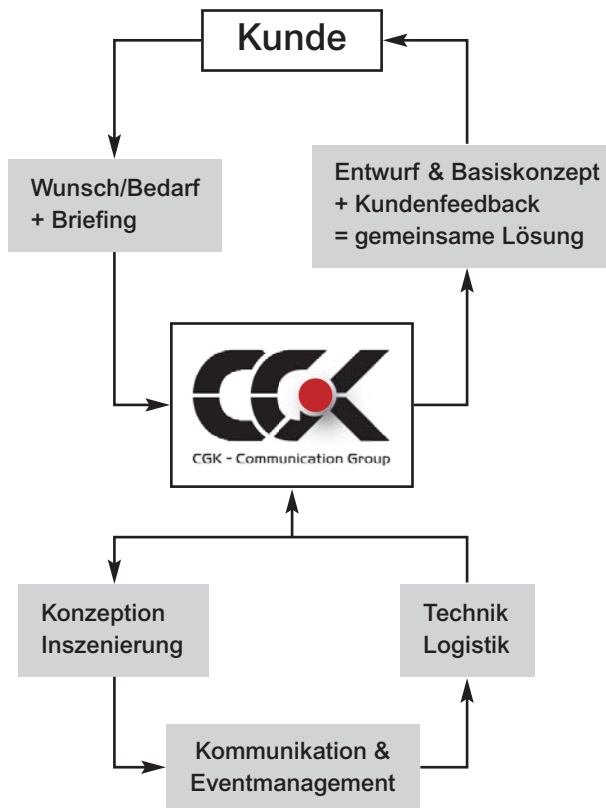 Kunde
Wunsch/Bedarf
+ Briefing
Entwurf & Basiskonzept
+ Kundenfeedback
= gemeinsame Lösung
CGK
CGK - Communication Group
Konzeption
Inszenierung
Technik
Logistik
Kommunikation &
Eventmanagement